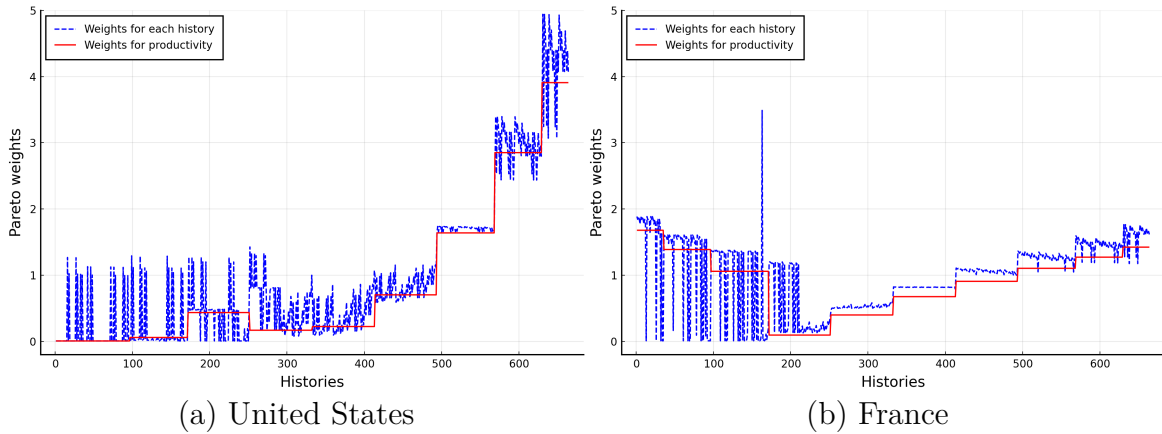 5
4
3
2
1
0
Pareto weights
Weights for each history
Weights for productivity
0
100
200
300
400
500
600
Histories
(a) United States
5
4
3
2
1
0
Pareto weights
Weights for each history
Weights for productivity
0
100
200
300
400
500
600
Histories
(b) France